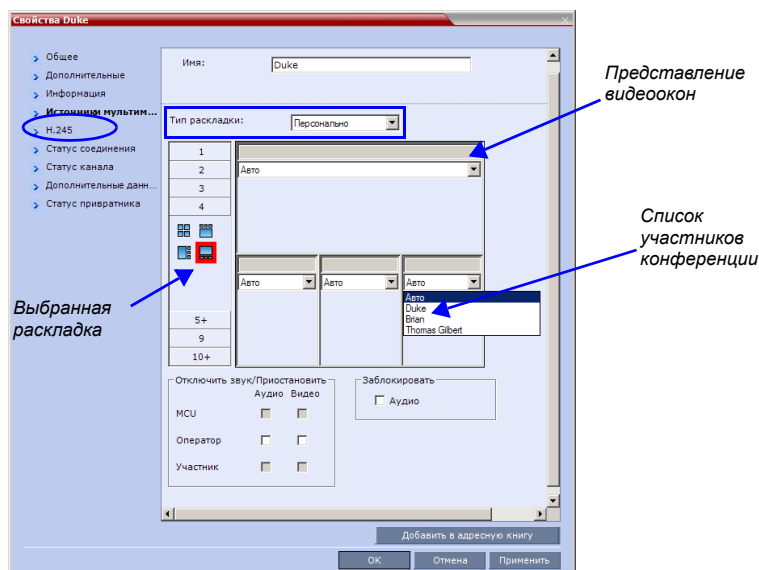 Свойства Duke
Общее
Дополнительные
Информация
Источники мультим...
H.245
Статус соединения
Статус канала
Дополнительные данн...
Статус привратника
Имя:
Duke
Тип раскладки:
Персонально
1
2
3
4
5+
9
10+
Авто
Авто
Авто
Авто
Авто
Duke
Brian
Thomas Gilbert
Отключить звук/Приостановить
Аудио Видео
MCU
Оператор
Участник
Заблокировать
Аудио
Добавить в адресную книгу
OK
Отмена
Применить
Представление
видеоокон
Список
участников
конференции
Выбранная
раскладка